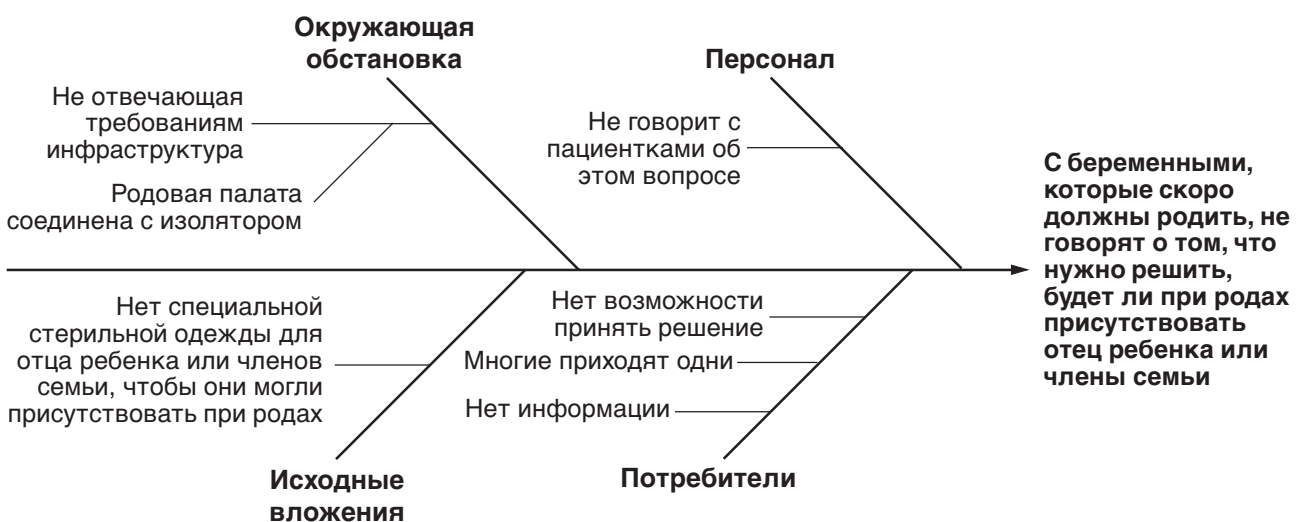 Окружающая
обстановка
Персонал
Не отвечающая
требованиям
инфраструктура
Родовая палата
соединена с изолятором
Не говорит с
пациентками об
этом вопросе
С беременными,
которые скоро
должны родить, не
говорят о том, что
нужно решить,
будет ли при родах
присутствовать
отец ребенка или
члены семьи
Нет специальной
стерильной одежды для
отца ребенка или членов
семьи, чтобы они могли
присутствовать при родах
Нет возможности
принять решение
Многие приходят одни
Нет информации
Исходные
вложения
Потребители